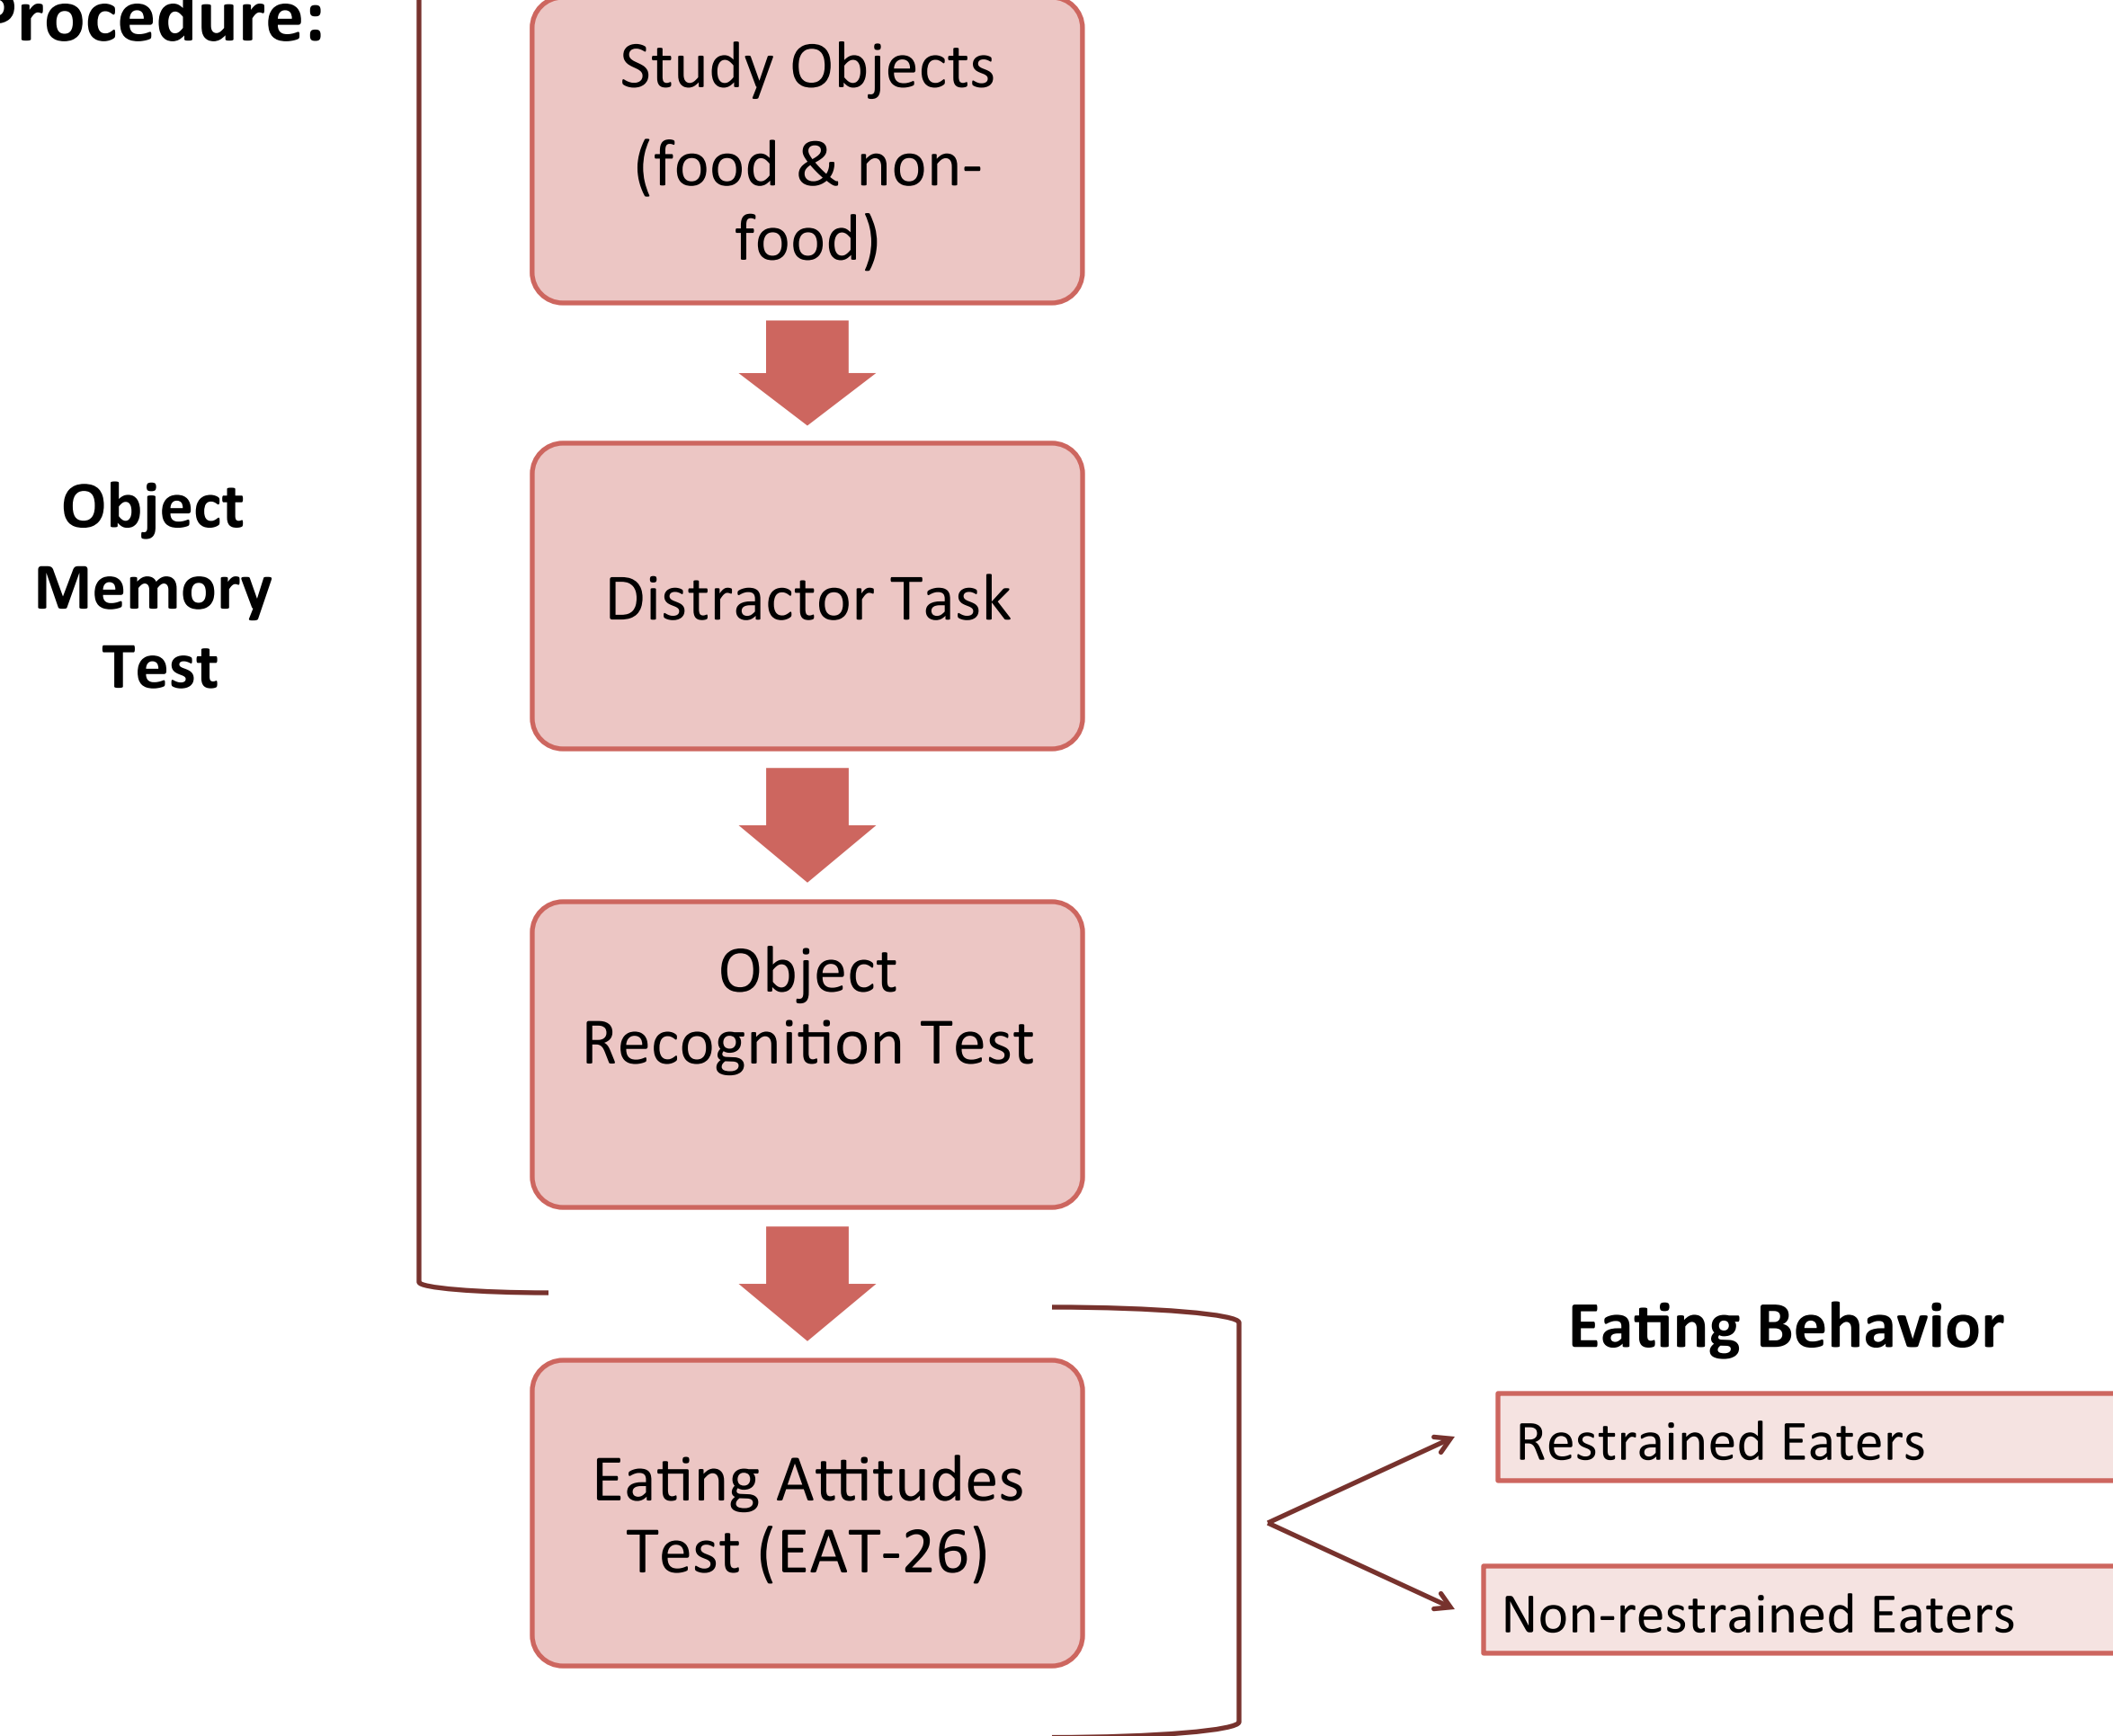 Procedure:
Study Objects
(food & non-
food)
Object
Memory
Test
Distractor Task
Object
Recognition Test
Eating Attitudes
Test (EAT-26)
Eating Behavior
Restrained Eaters
Non-restrained Eaters